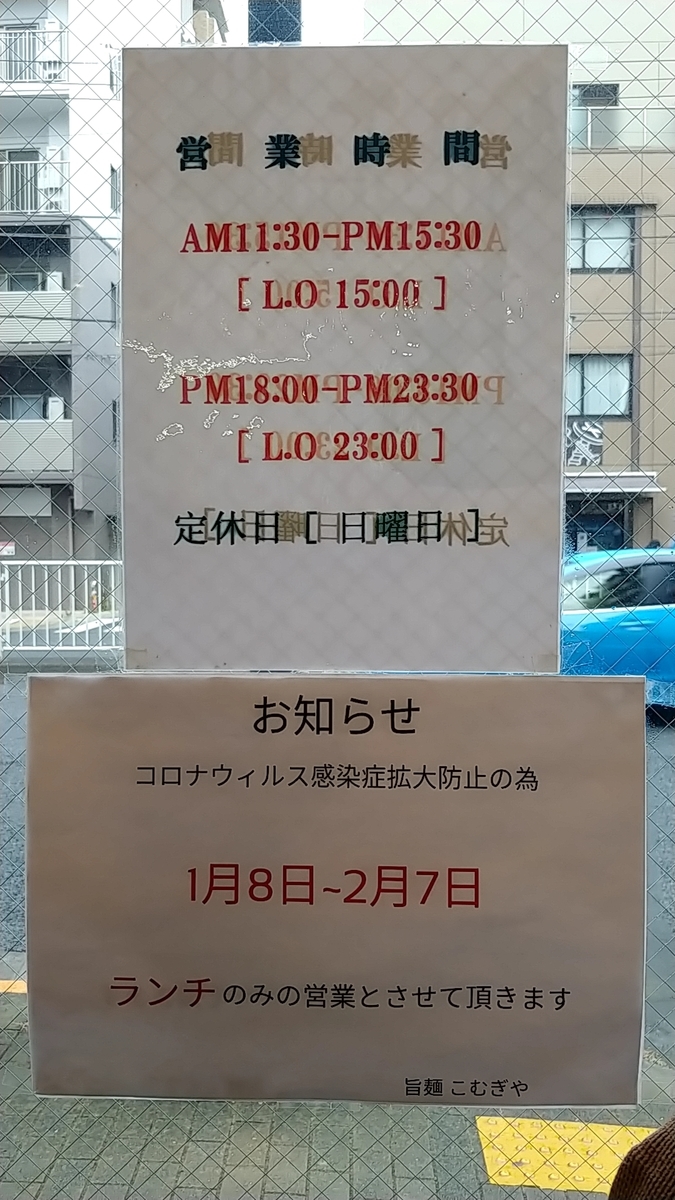 営業時間
AM11:30-PM15:30
[ L.O 15:00 ]
PM18:00-PM23:30
[ L.O 23:00 ]
定休日 [ 日曜日 ]
お知らせ
コロナウィルス感染症拡大防止の為
1月8日~2月7日
ランチのみの営業とさせて頂きます
旨麺 こむぎや